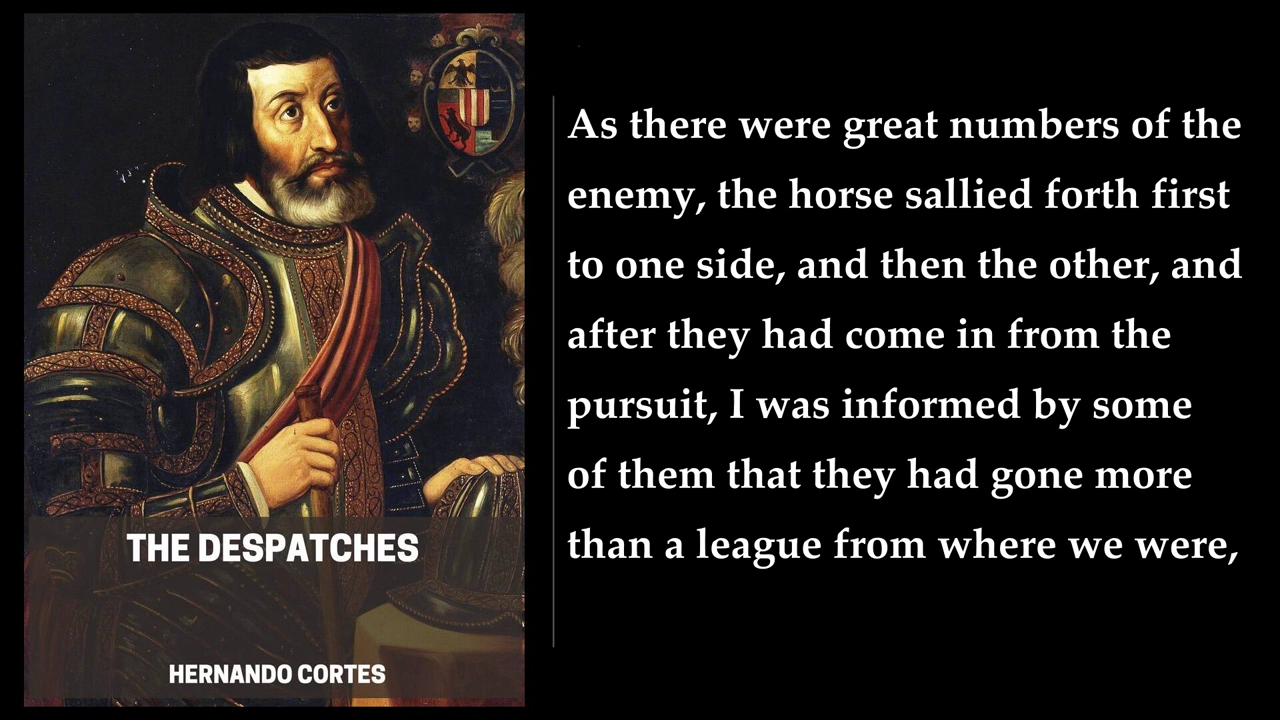 THE DESPATCHES
HERNANDO CORTES
As there were great numbers of the
enemy, the horse sallied forth first
to one side, and then the other, and
after they had come in from the
pursuit, I was informed by some
of them that they had gone more
than a league from where we were,